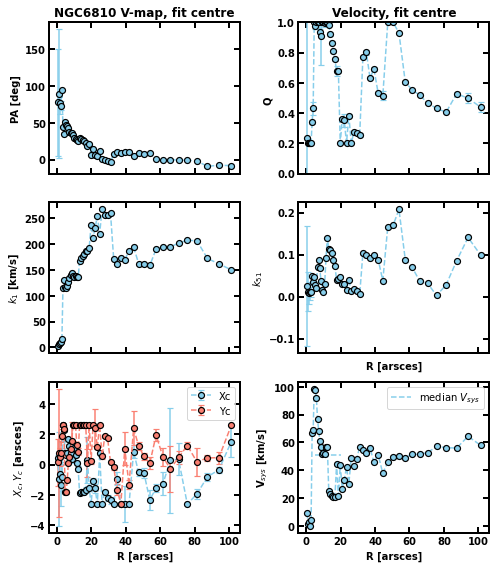 NGC6810 V-map, fit centre
Velocity, fit centre
PA [deg]
150
100
50
0
Q
1.0
0.8
0.6
0.4
0.2
0.0
k1 [km/s]
250
200
150
100
50
0
k51
0.2
0.1
0.0
−0.1
R [arsces]
Xc, Yc [arsces]
4
2
0
−2
−4
Xc
Yc
0 20 40 60 80 100
R [arsces]
Vsys [km/s]
100
80
60
40
20
0
median Vsys
0 20 40 60 80 100
R [arsces]